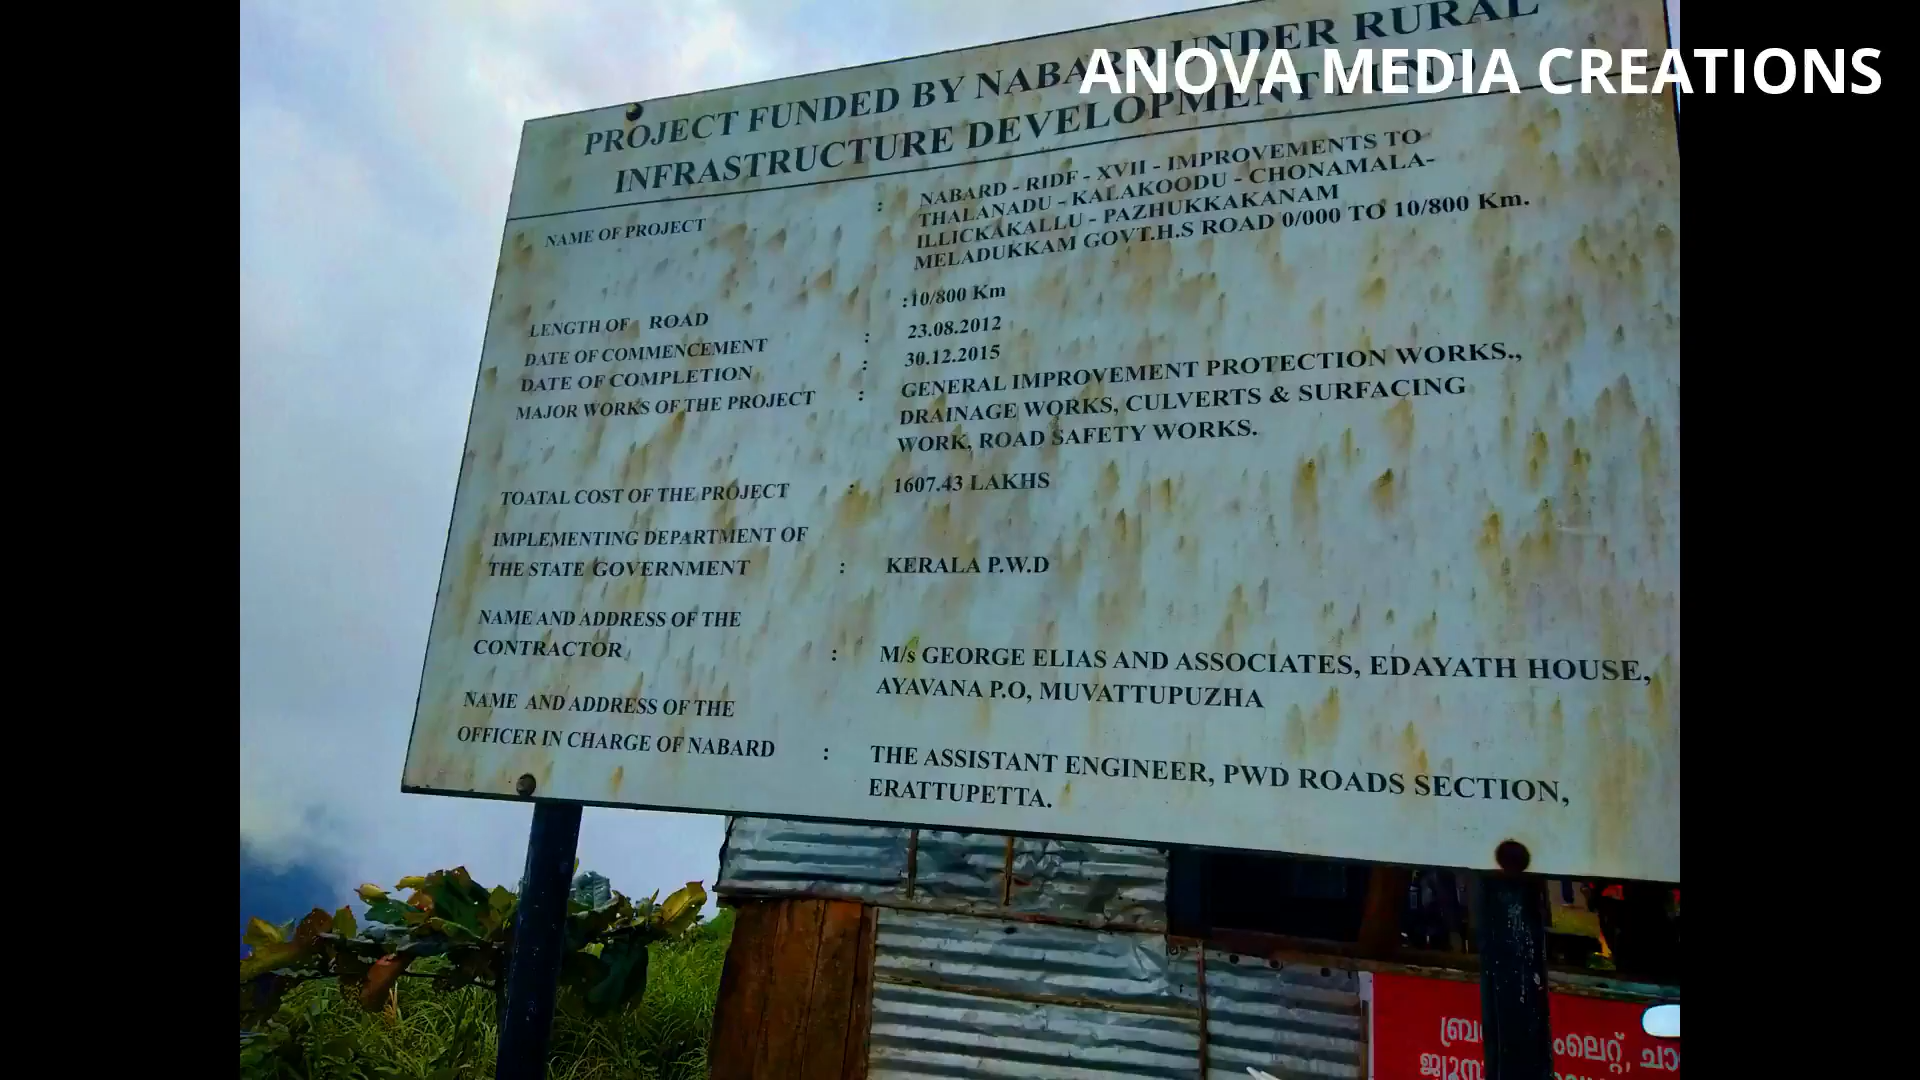 ANOVA MEDIA CREATIONS
PROJECT FUNDED BY NABARD UNDER RURAL
INFRASTRUCTURE DEVELOPMENT FUND
NAME OF PROJECT : NABARD - RIDF - XVII - IMPROVEMENTS TO
THALANADU - KALAKOODU - CHONAMALA-
ILLICKAKALLU - PAZHUKKAKANAM
MELADUKKAM GOVT.H.S ROAD 0/000 TO 10/800 Km.
LENGTH OF ROAD :10/800 Km
DATE OF COMMENCEMENT : 23.08.2012
DATE OF COMPLETION : 30.12.2015
MAJOR WORKS OF THE PROJECT : GENERAL IMPROVEMENT PROTECTION WORKS.,
DRAINAGE WORKS, CULVERTS & SURFACING
WORK, ROAD SAFETY WORKS.
TOATAL COST OF THE PROJECT : 1607.43 LAKHS
IMPLEMENTING DEPARTMENT OF
THE STATE GOVERNMENT : KERALA P.W.D
NAME AND ADDRESS OF THE
CONTRACTOR : M/s GEORGE ELIAS AND ASSOCIATES, EDAYATH HOUSE,
AYAVANA P.O, MUVATTUPUZHA
NAME AND ADDRESS OF THE
OFFICER IN CHARGE OF NABARD : THE ASSISTANT ENGINEER, PWD ROADS SECTION,
ERATTUPETTA.